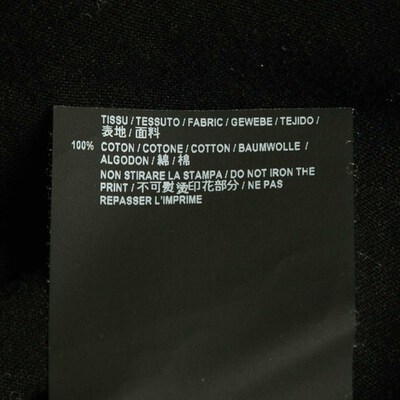 TISSU / TESSUTO / FABRIC / GEWEBE / TEJIDO /
表地 / 面料
100% COTON / COTONE / COTTON / BAUMWOLLE /
ALGODON / 綿 / 棉
NON STIRARE LA STAMPA / DO NOT IRON THE
PRINT / 不可熨烫印花部分 / NE PAS
REPASSER L'IMPRIME